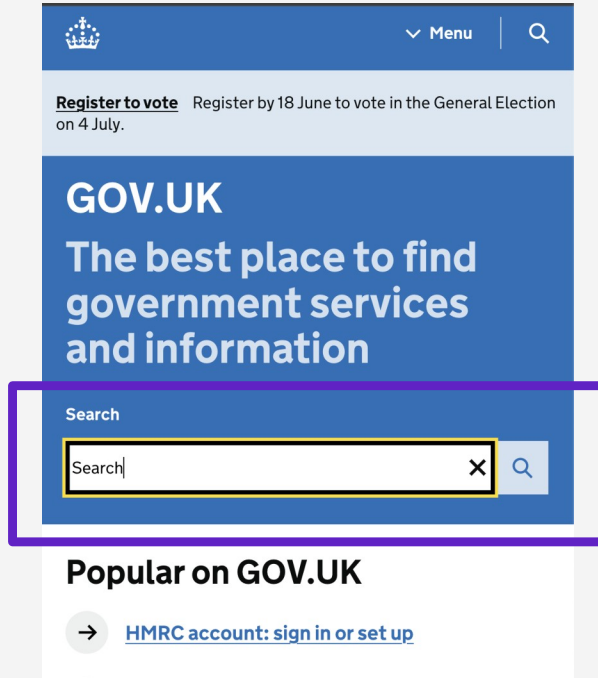 Menu
Register to vote Register by 18 June to vote in the General Election
on 4 July.
GOV.UK
The best place to find
government services
and information
Search
Search
Popular on GOV.UK
HMRC account: sign in or set up